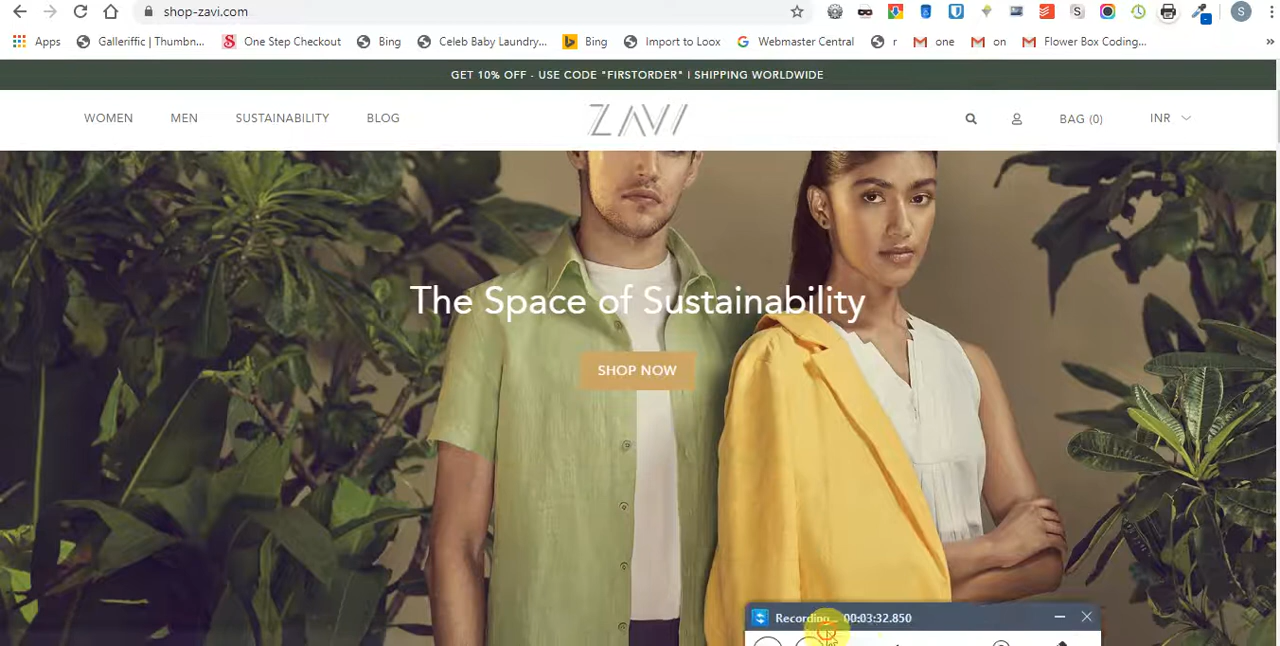 shop-zavi.com
Apps Galleriffic | Thumbn... One Step Checkout Bing Celeb Baby Laundry... Bing Import to Loox Webmaster Central r one on Flower Box Coding...
GET 10% OFF - USE CODE "FIRSTORDER" | SHIPPING WORLDWIDE
WOMEN MEN SUSTAINABILITY BLOG ZAVI BAG (0) INR
The Space of Sustainability
SHOP NOW
Recording... 00:03:32.850